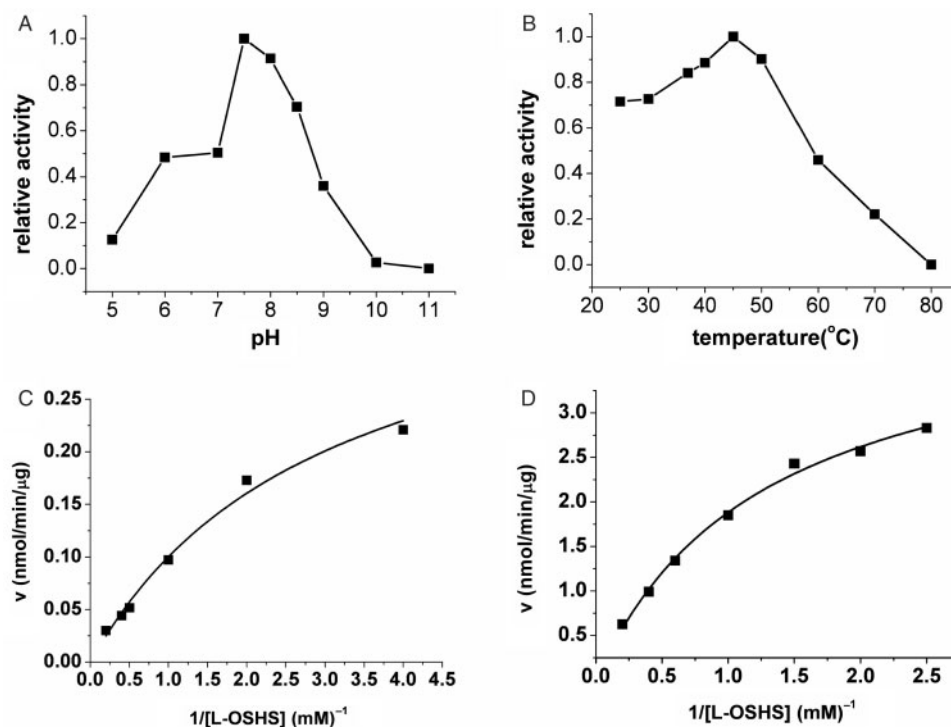 A
relative activity
1.0
0.8
0.6
0.4
0.2
0.0
5 6 7 8 9 10 11
pH
B
relative activity
1.0
0.8
0.6
0.4
0.2
0.0
20 30 40 50 60 70 80
temperature(°C)
C
v (nmol/min/μg)
0.25
0.20
0.15
0.10
0.05
0.00
0.0 0.5 1.0 1.5 2.0 2.5 3.0 3.5 4.0 4.5
1/[L-OSHS] (mM)⁻¹
D
v (nmol/min/μg)
3.0
2.5
2.0
1.5
1.0
0.5
0.0 0.5 1.0 1.5 2.0 2.5
1/[L-OSHS] (mM)⁻¹